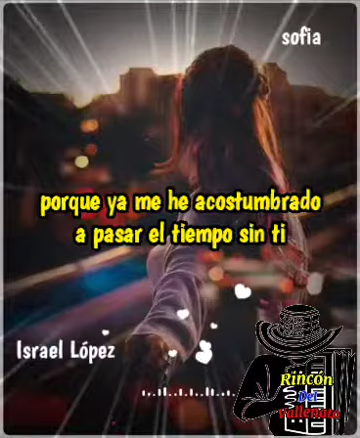 sofia
porque ya me he acostumbrado
a pasar el tiempo sin ti
Israel López
Rincón
Del
Vallenato